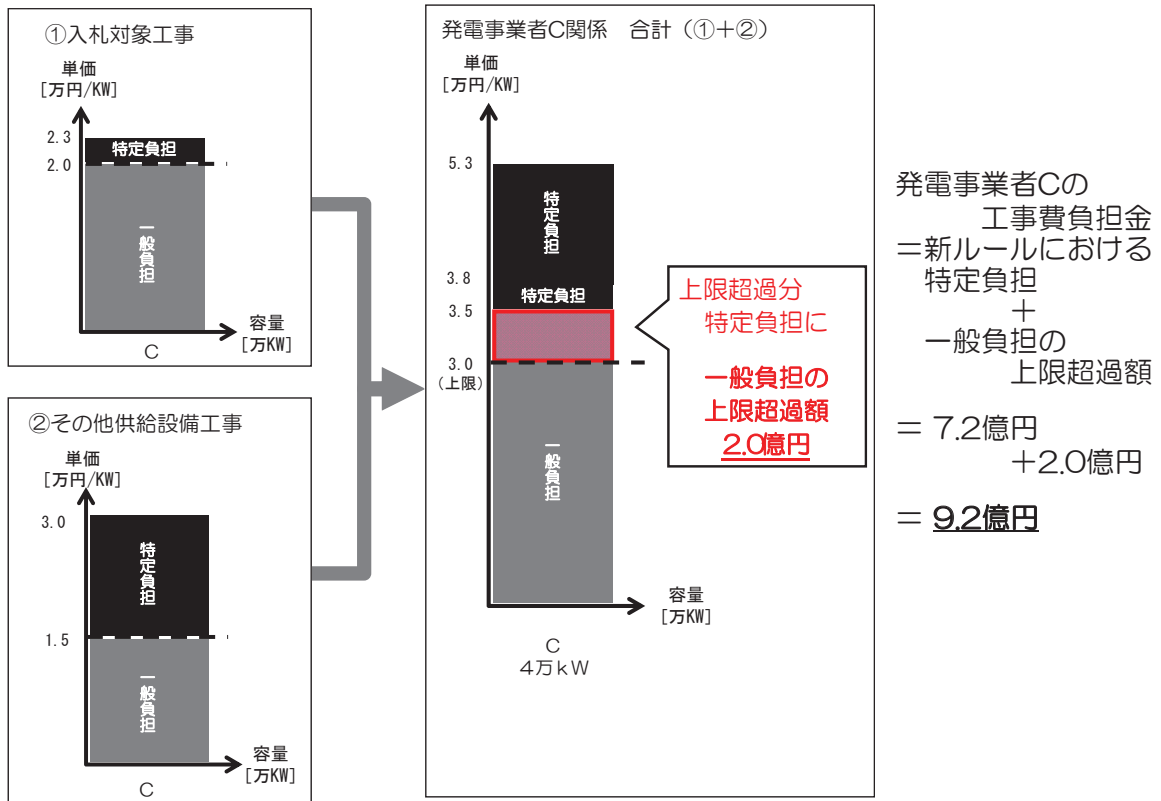 ①入札対象工事
単価
[万円/KW]
2.3
2.0
特定負担
一般負担
容量
[万KW]
C
②その他供給設備工事
単価
[万円/KW]
3.0
1.5
特定負担
一般負担
容量
[万KW]
C
発電事業者C関係　合計（①＋②）
単価
[万円/KW]
5.3
3.8
3.5
3.0
(上限)
特定負担
特定負担
一般負担
容量
[万KW]
C
4万kW
上限超過分
特定負担に
一般負担の
上限超過額
2.0億円
発電事業者Cの
工事費負担金
＝新ルールにおける
特定負担
＋
一般負担の
上限超過額
＝ 7.2億円
＋2.0億円
＝ 9.2億円